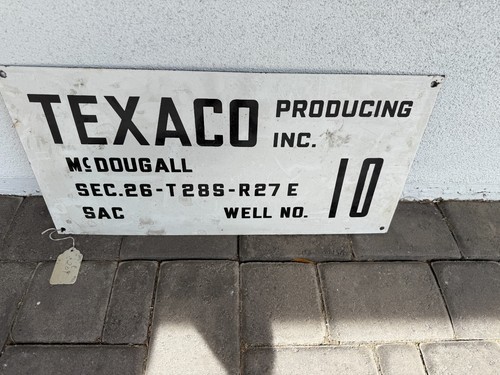 TEXACO PRODUCING INC.
McDOUGALL
SEC.26-T28S-R27E
SAC WELL NO. 10